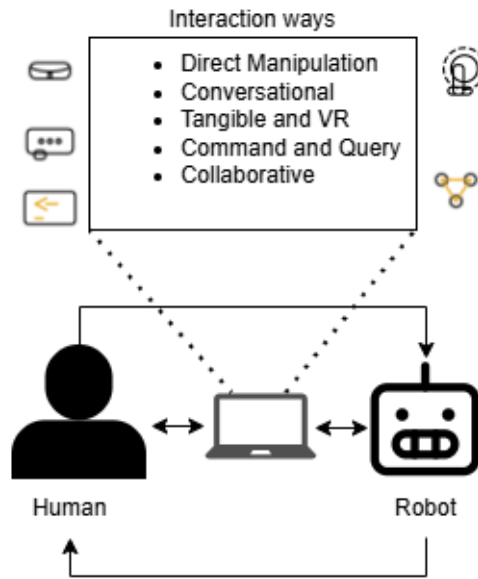 Interaction ways
• Direct Manipulation
• Conversational
• Tangible and VR
• Command and Query
• Collaborative
Human
Robot